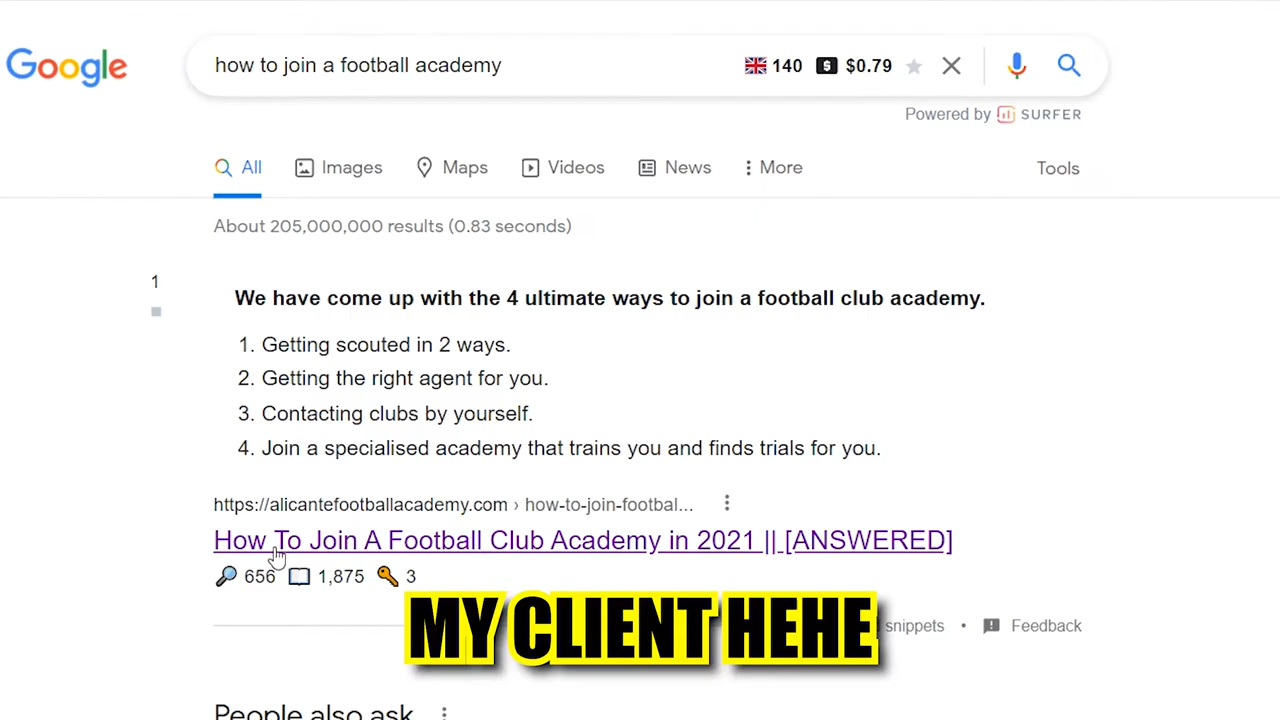 Google
how to join a football academy
140 $0.79
Powered by SURFER
All Images Maps Videos News More Tools
About 205,000,000 results (0.83 seconds)
1
We have come up with the 4 ultimate ways to join a football club academy.
1. Getting scouted in 2 ways.
2. Getting the right agent for you.
3. Contacting clubs by yourself.
4. Join a specialised academy that trains you and finds trials for you.
https://alicantefootballacademy.com › how-to-join-footbal...
How To Join A Football Club Academy in 2021 || [ANSWERED]
656 1,875 3
MY CLIENT HEHE
snippets • Feedback
People also ask